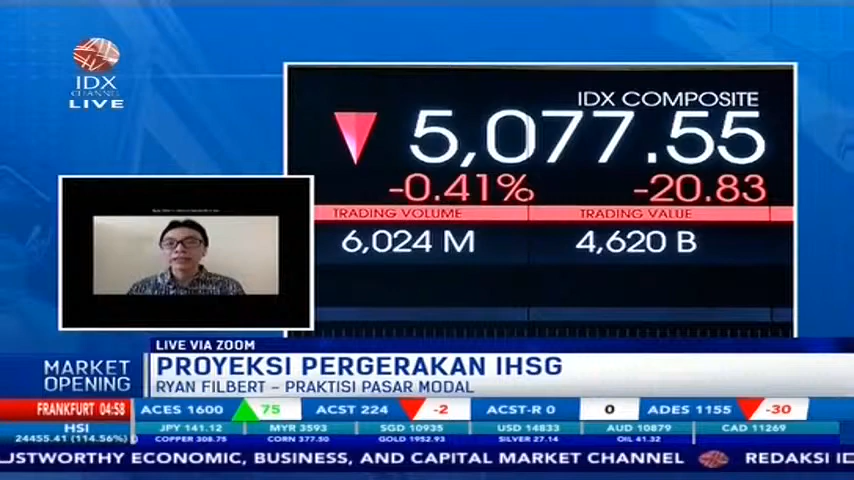 IDX
CHANNEL
LIVE
IDX COMPOSITE
5,077.55
-0.41% -20.83
TRADING VOLUME TRADING VALUE
6,024 M 4,620 B
LIVE VIA ZOOM
MARKET OPENING
PROYEKSI PERGERAKAN IHSG
RYAN FILBERT – PRAKTISI PASAR MODAL
FRANKFURT 04:58 ACES 1600 75 ACST 224 -2 ACST-R 0 0 ADES 1155 -30
HSI JPY 141.12 MYR 3593 SGD 10935 USD 14833 AUD 10879 CAD 11269
24455.41 (114.56%) COPPER 308.75 CORN 377.50 GOLD 1952.93 SILVER 27.14 OIL 41.32
USTWORTHY ECONOMIC, BUSINESS, AND CAPITAL MARKET CHANNEL REDAKSI ID